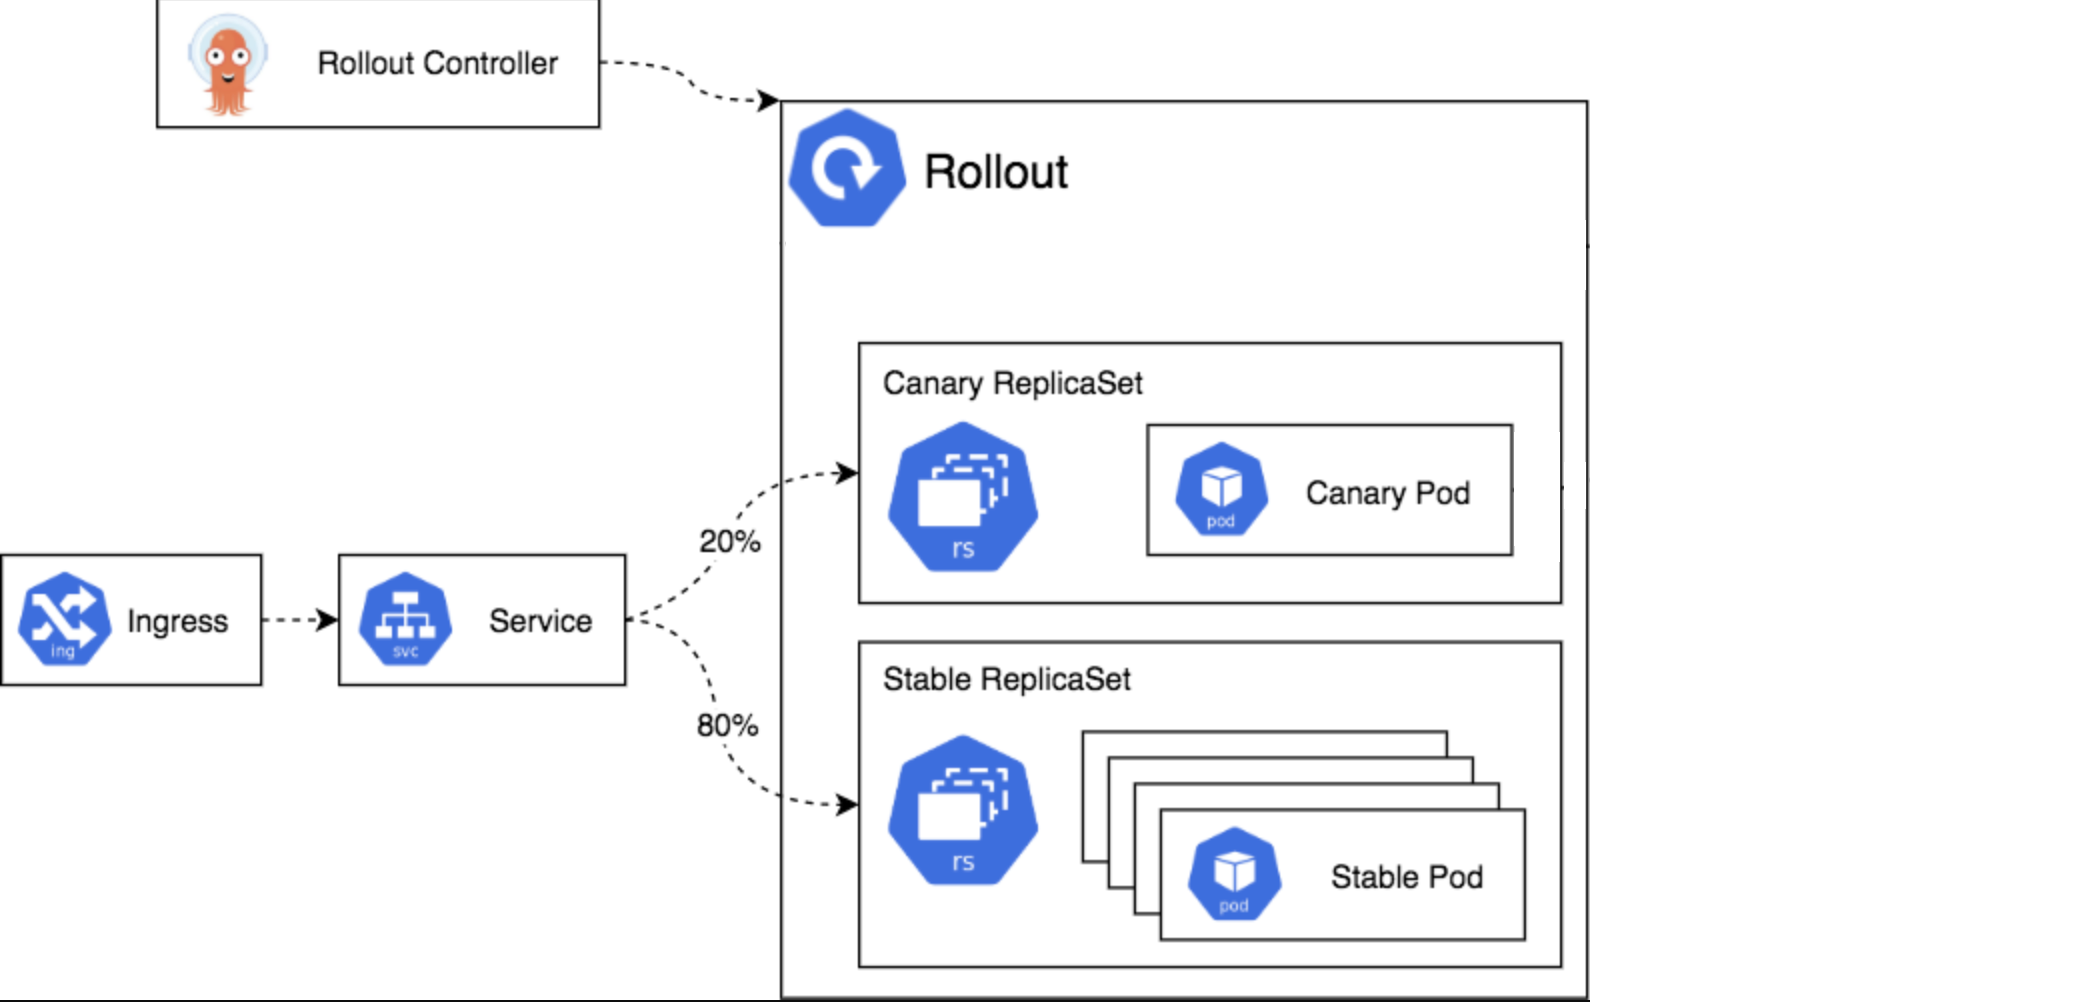 Rollout Controller
Rollout
Canary ReplicaSet
rs
pod
Canary Pod
20%
Ingress
ing
Service
svc
80%
Stable ReplicaSet
rs
pod
Stable Pod